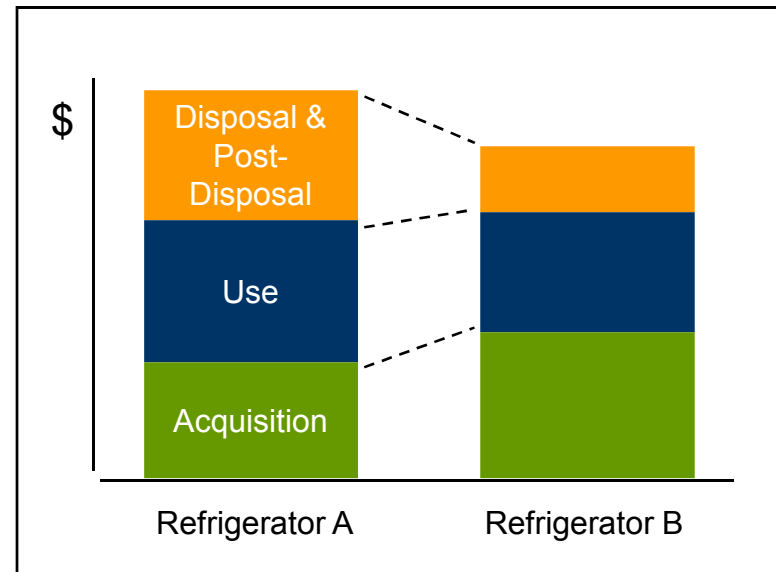 $
Disposal &
Post-
Disposal
Use
Acquisition
Refrigerator A
Refrigerator B